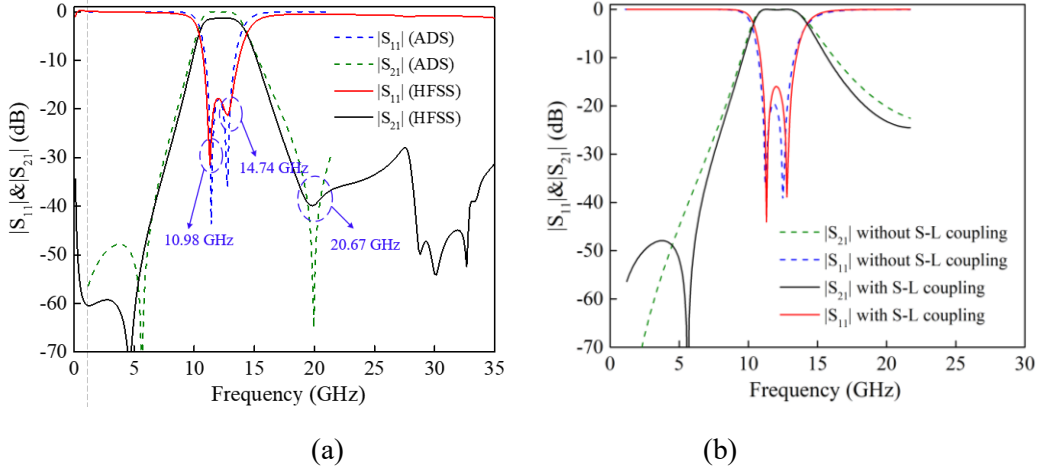 0
-10
-20
-30
-40
-50
-60
-70
|S11|&|S21| (dB)
|S11| (ADS)
|S21| (ADS)
|S11| (HFSS)
|S21| (HFSS)
14.74 GHz
10.98 GHz
20.67 GHz
0 5 10 15 20 25 30 35
Frequency (GHz)
(a)
0
-10
-20
-30
-40
-50
-60
-70
|S11|&|S21| (dB)
|S21| without S-L coupling
|S11| without S-L coupling
|S21| with S-L coupling
|S11| with S-L coupling
0 5 10 15 20 25 30
Frequency (GHz)
(b)